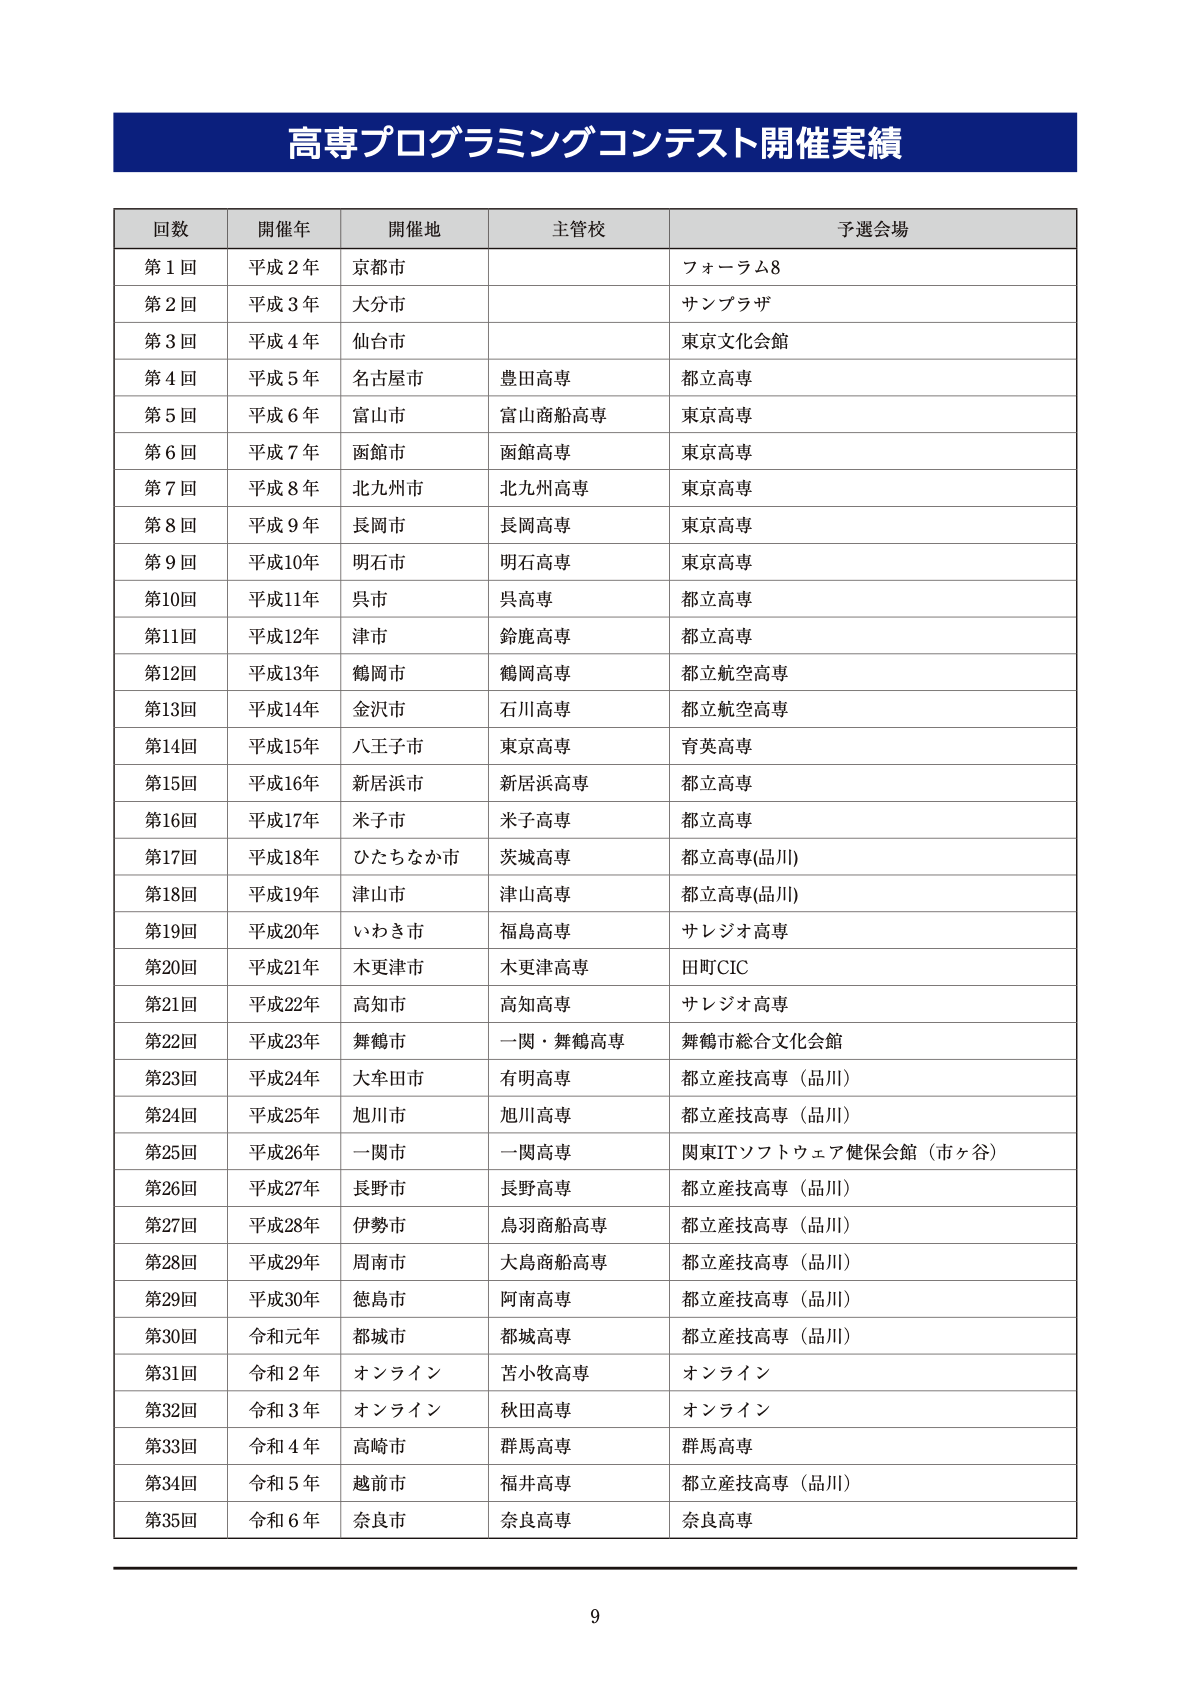 高専プログラミングコンテスト開催実績
回数 開催年 開催地 主管校 予選会場
第1回 平成2年 京都市 フォーラム8
第2回 平成3年 大分市 サンプラザ
第3回 平成4年 仙台市 東京文化会館
第4回 平成5年 名古屋市 豊田高専 都立高専
第5回 平成6年 富山市 富山商船高専 東京高専
第6回 平成7年 函館市 函館高専 東京高専
第7回 平成8年 北九州市 北九州高専 東京高専
第8回 平成9年 長岡市 長岡高専 東京高専
第9回 平成10年 明石市 明石高専 東京高専
第10回 平成11年 呉市 呉高専 都立高専
第11回 平成12年 津市 鈴鹿高専 都立高専
第12回 平成13年 鶴岡市 鶴岡高専 都立航空高専
第13回 平成14年 金沢市 石川高専 都立航空高専
第14回 平成15年 八王子市 東京高専 育英高専
第15回 平成16年 新居浜市 新居浜高専 都立高専
第16回 平成17年 米子市 米子高専 都立高専
第17回 平成18年 ひたちなか市 茨城高専 都立高専(品川)
第18回 平成19年 津山市 津山高専 都立高専(品川)
第19回 平成20年 いわき市 福島高専 サレジオ高専
第20回 平成21年 木更津市 木更津高専 田町CIC
第21回 平成22年 高知市 高知高専 サレジオ高専
第22回 平成23年 舞鶴市 一関・舞鶴高専 舞鶴市総合文化会館
第23回 平成24年 大牟田市 有明高専 都立産技高専（品川）
第24回 平成25年 旭川市 旭川高専 都立産技高専（品川）
第25回 平成26年 一関市 一関高専 関東ITソフトウェア健保会館（市ヶ谷）
第26回 平成27年 長野市 長野高専 都立産技高専（品川）
第27回 平成28年 伊勢市 鳥羽商船高専 都立産技高専（品川）
第28回 平成29年 周南市 大島商船高専 都立産技高専（品川）
第29回 平成30年 徳島市 阿南高専 都立産技高専（品川）
第30回 令和元年 都城市 都城高専 都立産技高専（品川）
第31回 令和2年 オンライン 苫小牧高専 オンライン
第32回 令和3年 オンライン 秋田高専 オンライン
第33回 令和4年 高崎市 群馬高専 群馬高専
第34回 令和5年 越前市 福井高専 都立産技高専（品川）
第35回 令和6年 奈良市 奈良高専 奈良高専
9